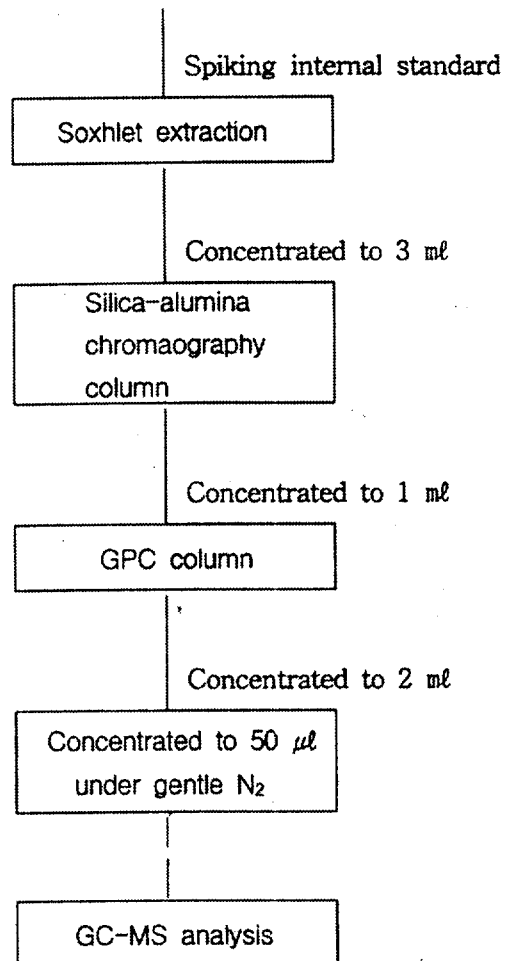 Spiking internal standard
Soxhlet extraction
Concentrated to 3 ㎖
Silica-alumina
chromaography
column
Concentrated to 1 ㎖
GPC column
Concentrated to 2 ㎖
Concentrated to 50 ㎕
under gentle N₂
GC-MS analysis